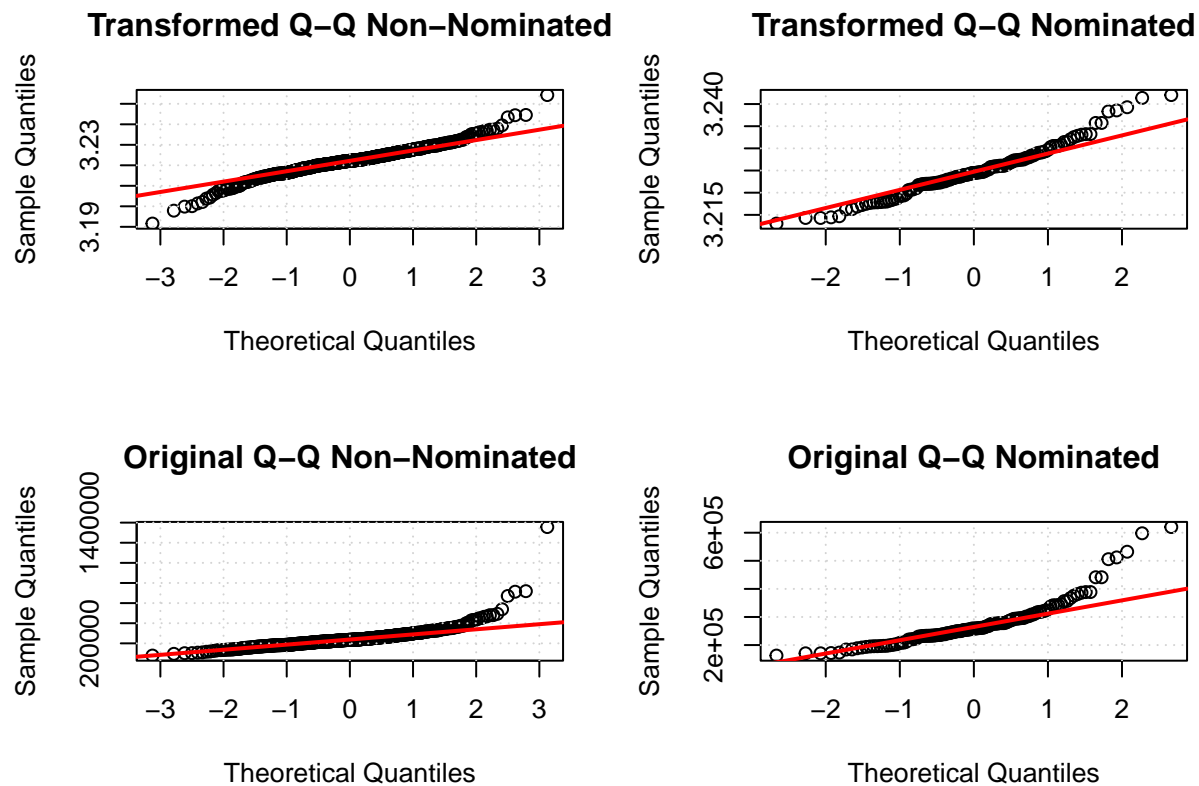 Transformed Q−Q Non−Nominated
Sample Quantiles
3.19 3.23
−3 −2 −1 0 1 2 3
Theoretical Quantiles
Transformed Q−Q Nominated
Sample Quantiles
3.215 3.240
−2 −1 0 1 2
Theoretical Quantiles
Original Q−Q Non−Nominated
Sample Quantiles
200000 1400000
−3 −2 −1 0 1 2 3
Theoretical Quantiles
Original Q−Q Nominated
Sample Quantiles
2e+05 6e+05
−2 −1 0 1 2
Theoretical Quantiles